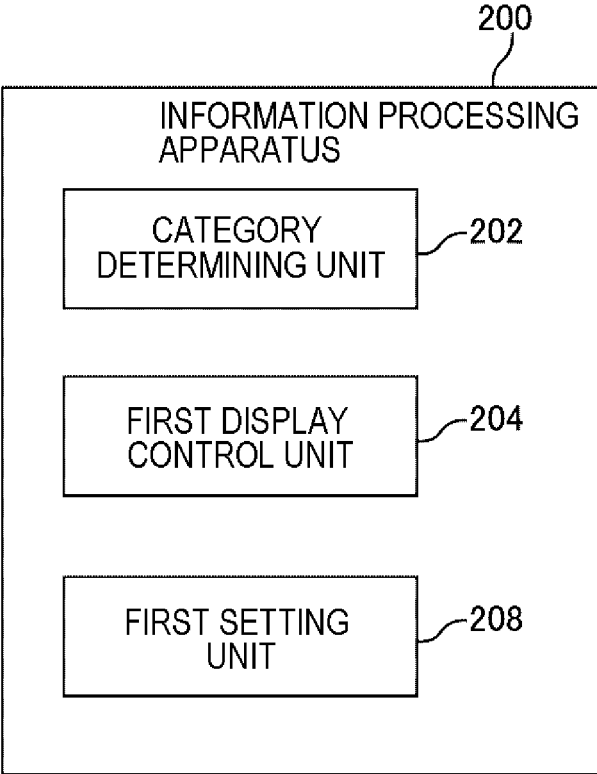 200
INFORMATION PROCESSING
APPARATUS
CATEGORY
DETERMINING UNIT
202
FIRST DISPLAY
CONTROL UNIT
204
FIRST SETTING
UNIT
208